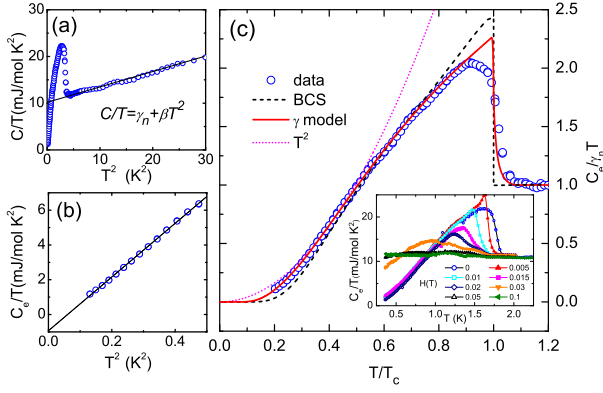 (a)
C/T(mJ/mol K²)
30
20
10
0
C/T=γₙ+βT²
0 10 20 30
T² (K²)
(b)
Cₑ/T(mJ/mol K²)
6
4
2
0
0.0 0.2 0.4
T² (K²)
(c)
data
BCS
γ model
T²
2.5
2.0
1.5
1.0
0.5
0.0
Cₑ/γₙT
0.0 0.2 0.4 0.6 0.8 1.0 1.2
T/T_c
Cₑ/T(mJ/mol K²)
20
10
0
H(T)
0 0.005
0.01 0.015
0.02 0.03
0.05 0.1
0.5 1.0 1.5 2.0
T (K)